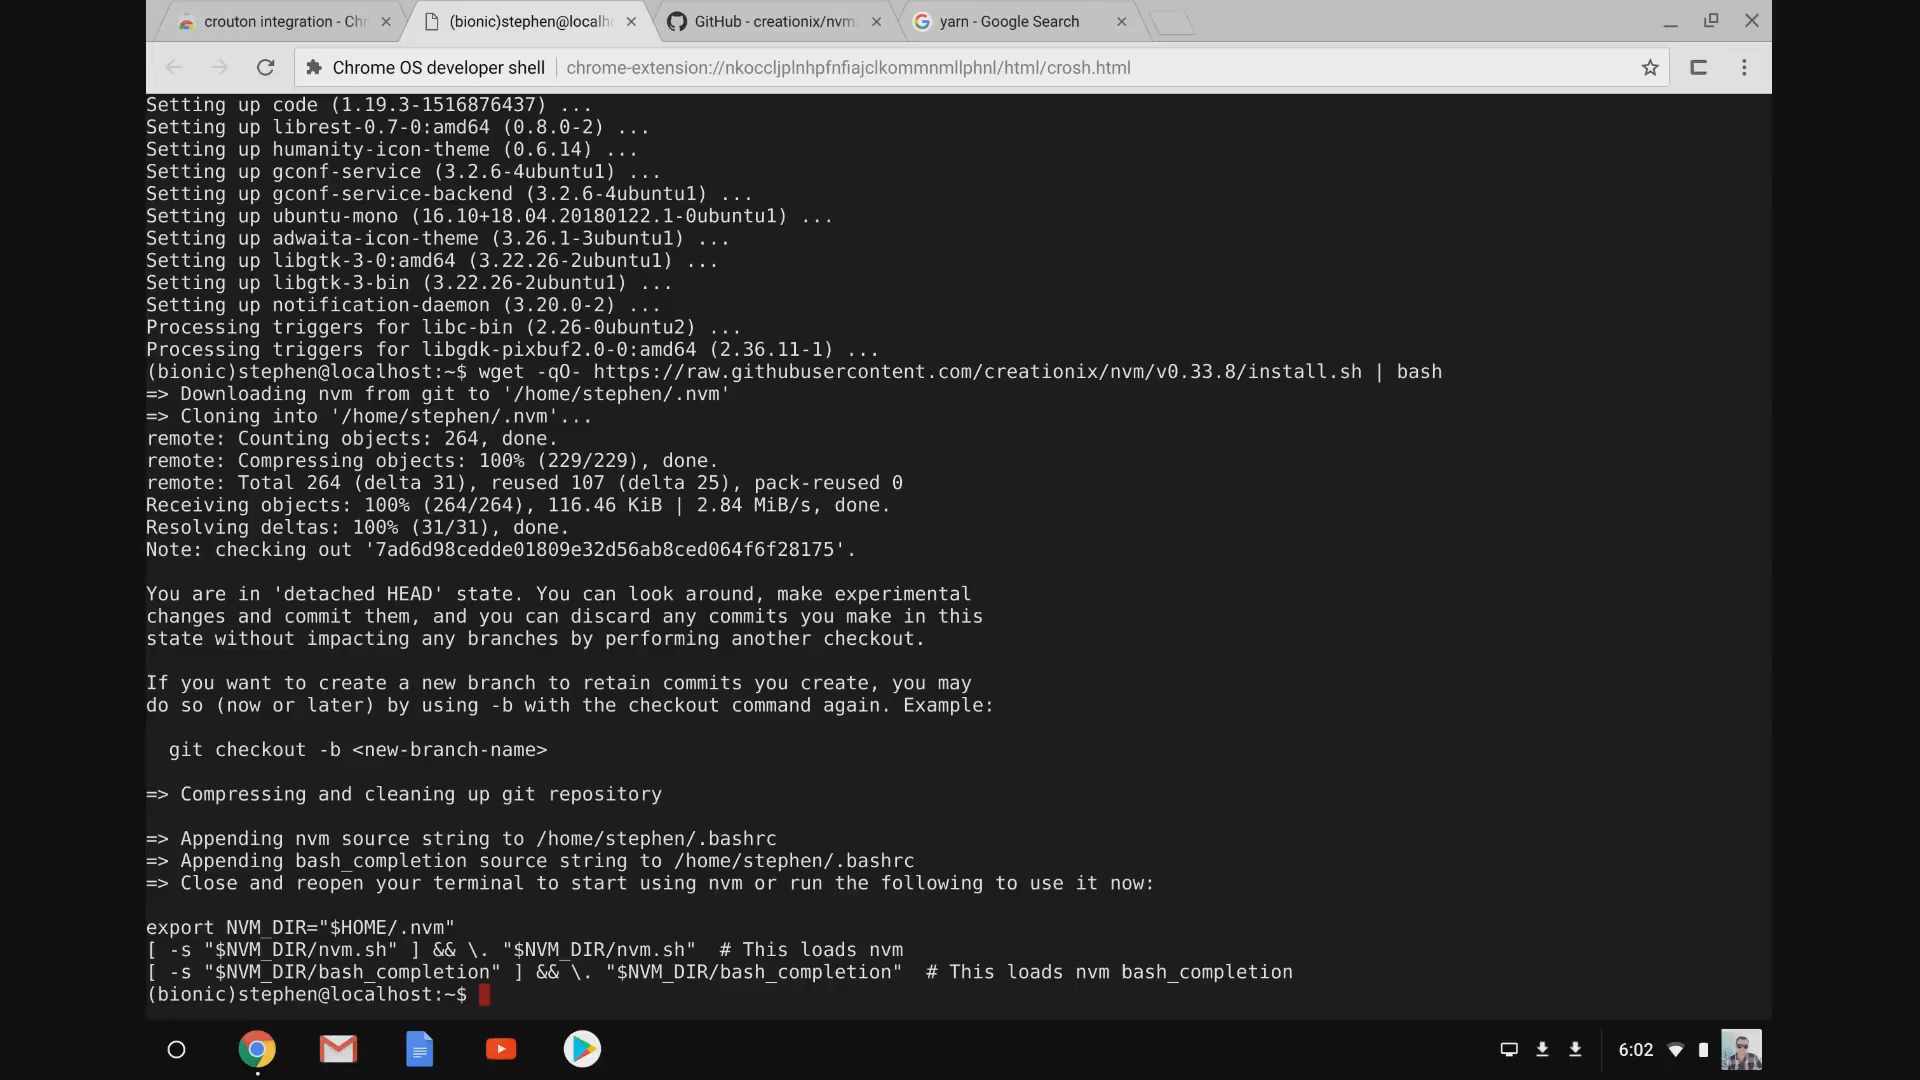 crouton integration - Chr
(bionic)stephen@localho
GitHub - creationix/nvm:
yarn - Google Search
Chrome OS developer shell
chrome-extension://nkoccljplnhpfnfiajclkommnmllphnl/html/crosh.html
Setting up code (1.19.3-1516876437) ...
Setting up librest-0.7-0:amd64 (0.8.0-2) ...
Setting up humanity-icon-theme (0.6.14) ...
Setting up gconf-service (3.2.6-4ubuntu1) ...
Setting up gconf-service-backend (3.2.6-4ubuntu1) ...
Setting up ubuntu-mono (16.10+18.04.20180122.1-0ubuntu1) ...
Setting up adwaita-icon-theme (3.26.1-3ubuntu1) ...
Setting up libgtk-3-0:amd64 (3.22.26-2ubuntu1) ...
Setting up libgtk-3-bin (3.22.26-2ubuntu1) ...
Setting up notification-daemon (3.20.0-2) ...
Processing triggers for libc-bin (2.26-0ubuntu2) ...
Processing triggers for libgdk-pixbuf2.0-0:amd64 (2.36.11-1) ...
(bionic)stephen@localhost:~$ wget -qO- https://raw.githubusercontent.com/creationix/nvm/v0.33.8/install.sh | bash
=> Downloading nvm from git to '/home/stephen/.nvm'
=> Cloning into '/home/stephen/.nvm'...
remote: Counting objects: 264, done.
remote: Compressing objects: 100% (229/229), done.
remote: Total 264 (delta 31), reused 107 (delta 25), pack-reused 0
Receiving objects: 100% (264/264), 116.46 KiB | 2.84 MiB/s, done.
Resolving deltas: 100% (31/31), done.
Note: checking out '7ad6d98cedde01809e32d56ab8ced064f6f28175'.
You are in 'detached HEAD' state. You can look around, make experimental
changes and commit them, and you can discard any commits you make in this
state without impacting any branches by performing another checkout.
If you want to create a new branch to retain commits you create, you may
do so (now or later) by using -b with the checkout command again. Example:
git checkout -b <new-branch-name>
=> Compressing and cleaning up git repository
=> Appending nvm source string to /home/stephen/.bashrc
=> Appending bash_completion source string to /home/stephen/.bashrc
=> Close and reopen your terminal to start using nvm or run the following to use it now:
export NVM_DIR="$HOME/.nvm"
[ -s "$NVM_DIR/nvm.sh" ] && \. "$NVM_DIR/nvm.sh"  # This loads nvm
[ -s "$NVM_DIR/bash_completion" ] && \. "$NVM_DIR/bash_completion"  # This loads nvm bash_completion
(bionic)stephen@localhost:~$
6:02